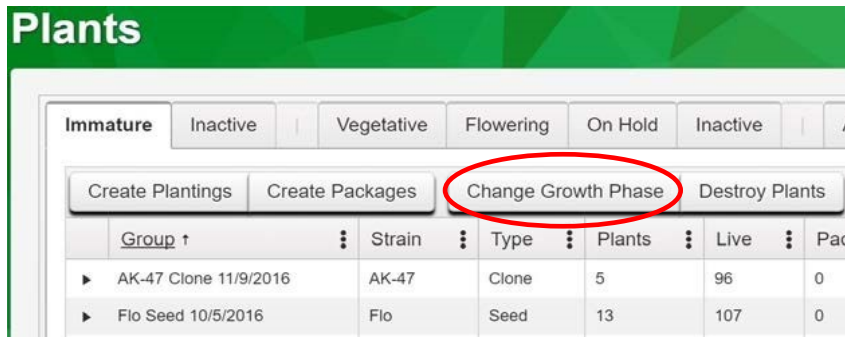 Plants
Immature Inactive Vegetative Flowering On Hold Inactive
Create Plantings Create Packages Change Growth Phase Destroy Plants
Group ↑ Strain Type Plants Live
AK-47 Clone 11/9/2016 AK-47 Clone 5 96 0
Flo Seed 10/5/2016 Flo Seed 13 107 0